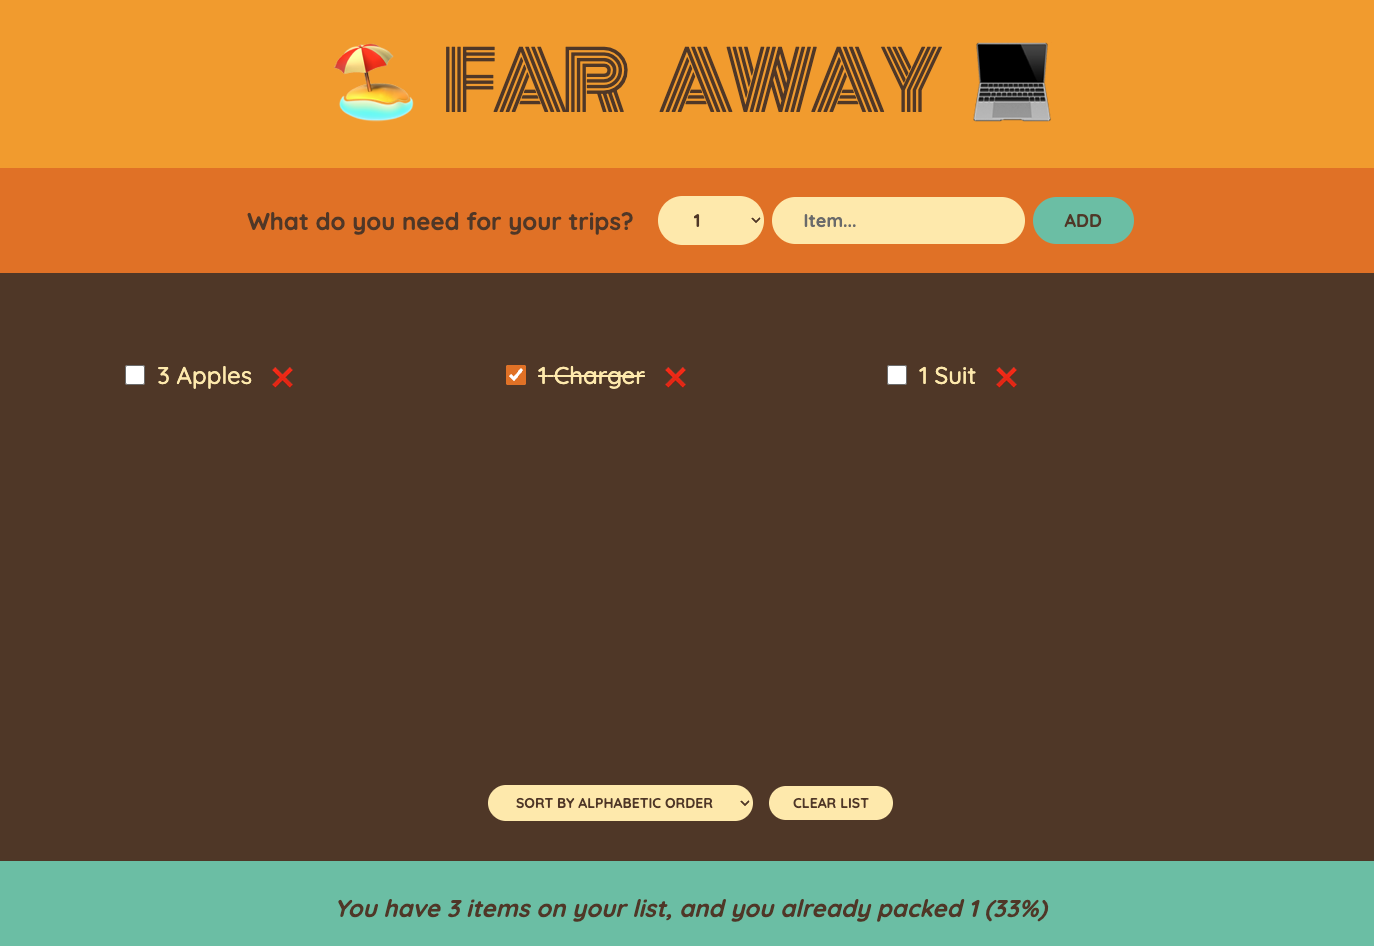 FAR AWAY
What do you need for your trips? 1 Item... ADD
3 Apples 1 Charger 1 Suit
SORT BY ALPHABETIC ORDER CLEAR LIST
You have 3 items on your list, and you already packed 1 (33%)